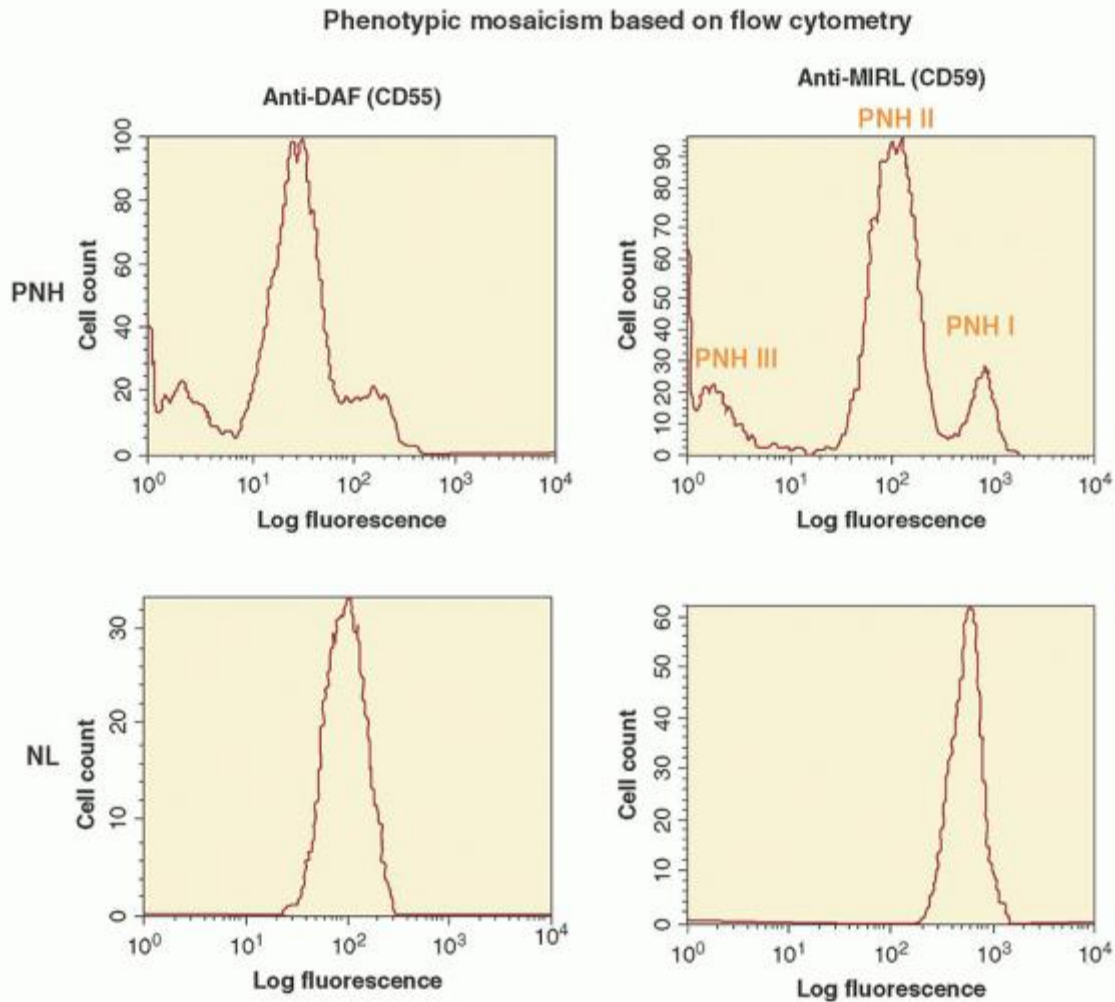 Phenotypic mosaicism based on flow cytometry
Anti-DAF (CD55)
Anti-MIRL (CD59)
PNH
Cell count
100
80
60
40
20
0
10⁰ 10¹ 10² 10³ 10⁴
Log fluorescence
PNH II
PNH III
PNH I
Cell count
90
80
70
60
50
40
30
20
10
0
10⁰ 10¹ 10² 10³ 10⁴
Log fluorescence
NL
Cell count
30
20
10
0
10⁰ 10¹ 10² 10³ 10⁴
Log fluorescence
Cell count
60
50
40
30
20
10
0
10⁰ 10¹ 10² 10³ 10⁴
Log fluorescence